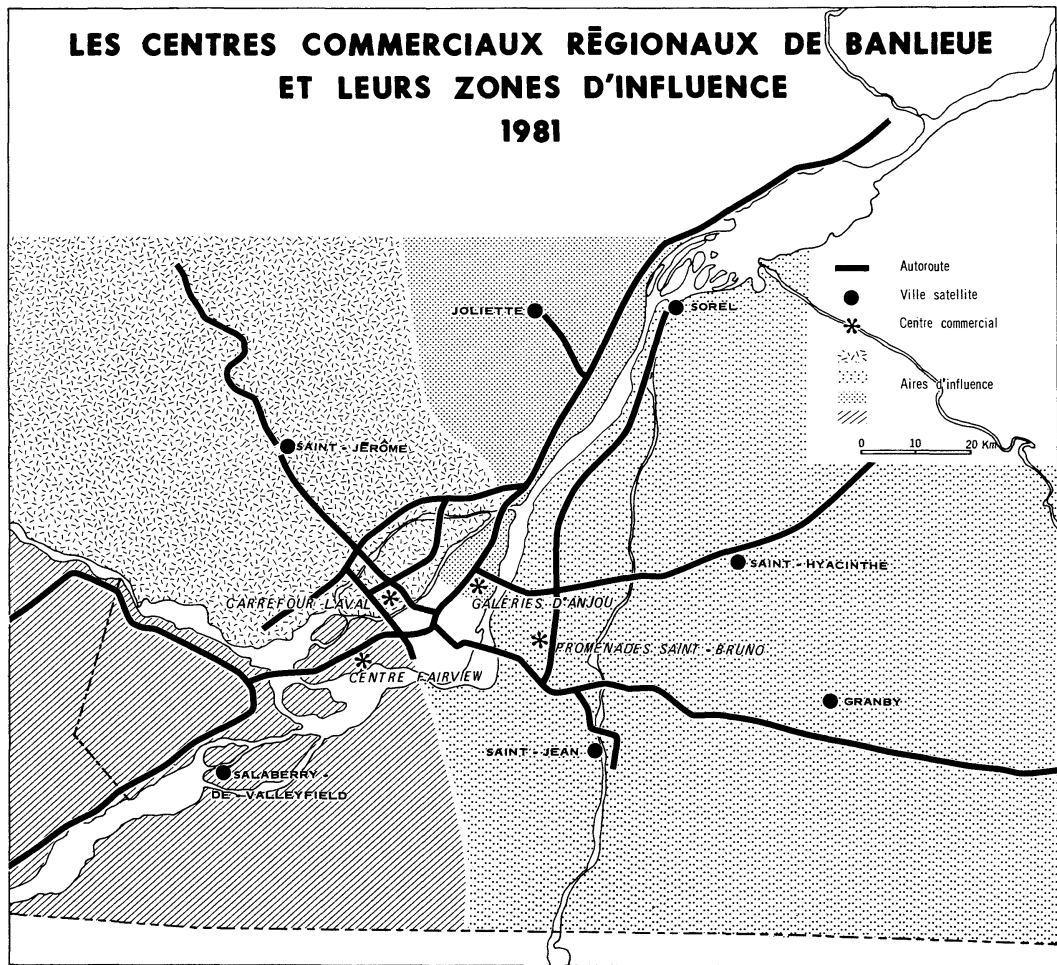 LES CENTRES COMMERCIAUX RĒGIONAUX DE BANLIEUE
ET LEURS ZONES D'INFLUENCE
1981
Autoroute
Ville satellite
Centre commercial
Aires d'influence
0 10 20 Km
JOLIETTE
SOREL
SAINT-JĒRÔME
SAINT-HYACINTHE
CARREFOUR LAVAL
GALERIES D'ANJOU
PROMENADES SAINT-BRUNO
CENTRE FAIRVIEW
GRANBY
SAINT-JEAN
SALABERRY-
DE-VALLEYFIELD